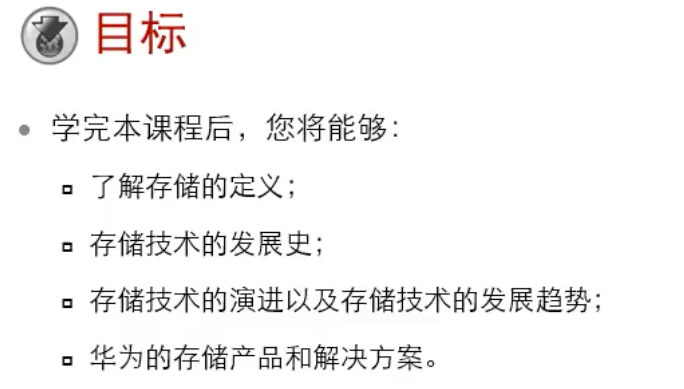 目标
学完本课程后，您将能够：
了解存储的定义；
存储技术的发展史；
存储技术的演进以及存储技术的发展趋势；
华为的存储产品和解决方案。